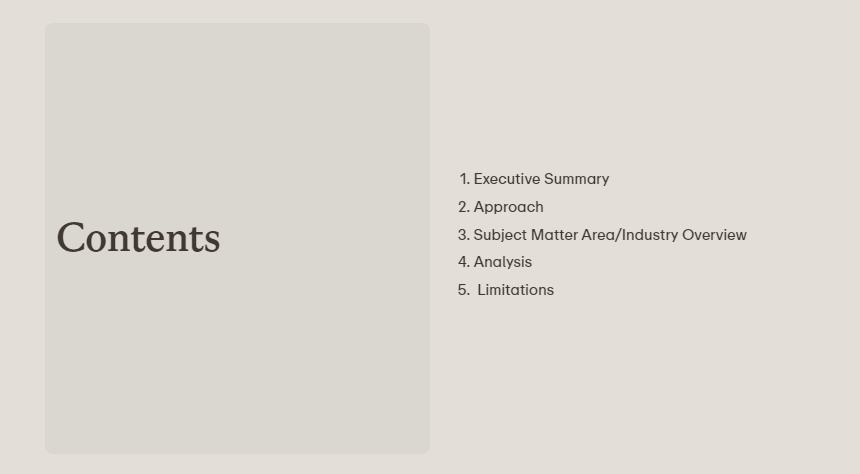 Contents
1. Executive Summary
2. Approach
3. Subject Matter Area/Industry Overview
4. Analysis
5. Limitations